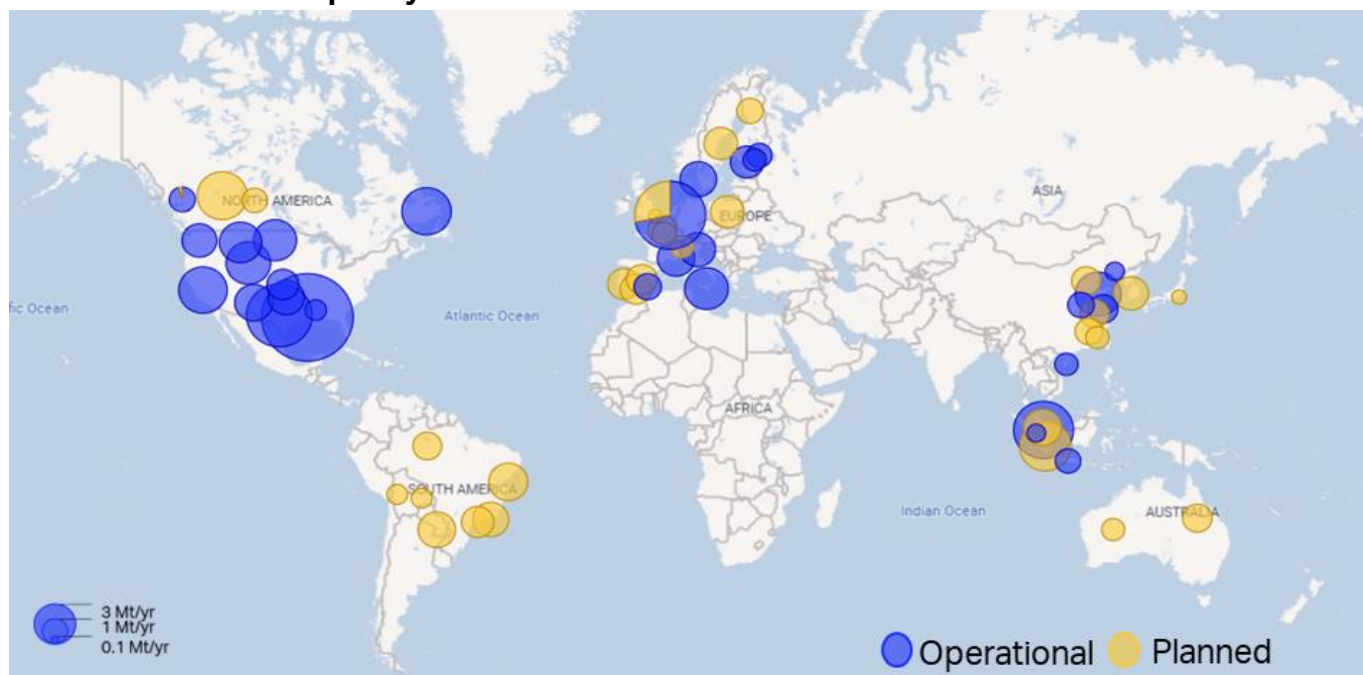 ASIA
NORTH AMERICA
EUROPE
fic Ocean
Atlantic Ocean
AFRICA
SOUTH AMERICA
Indian Ocean
AUSTRALIA
3 Mt/yr
1 Mt/yr
0.1 Mt/yr
Operational
Planned